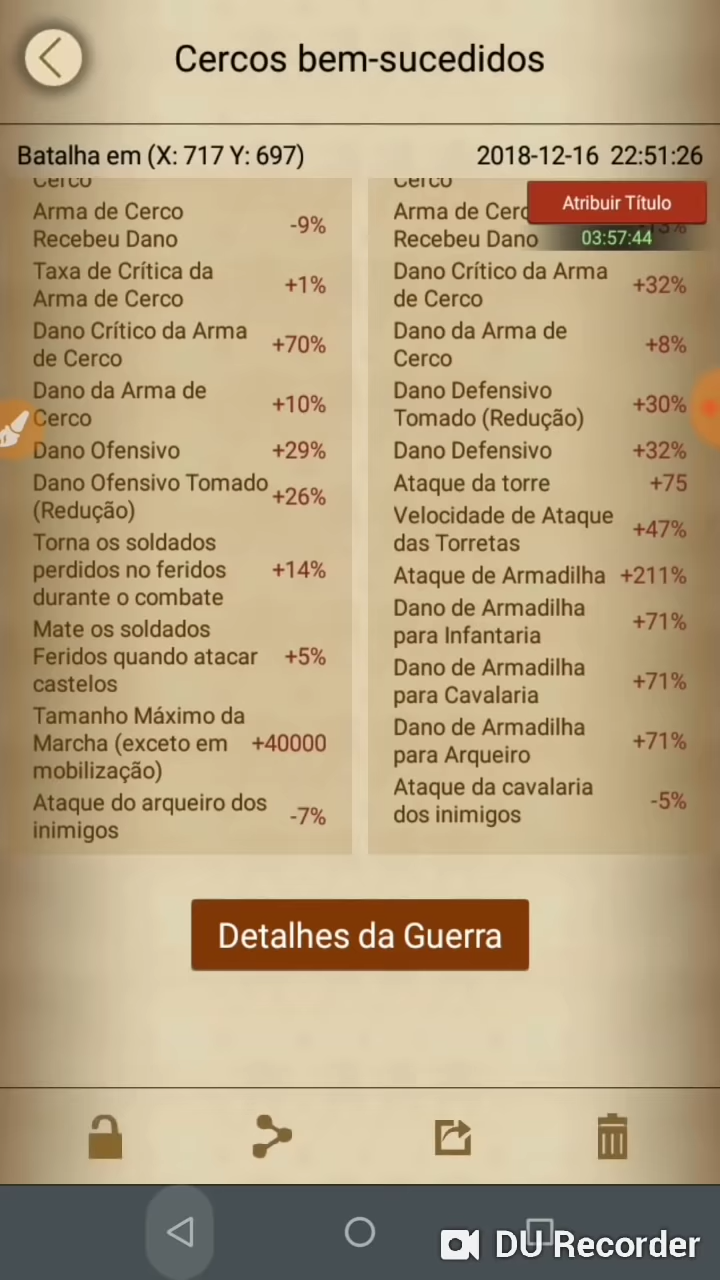 Cercos bem-sucedidos
Batalha em (X: 717 Y: 697)
2018-12-16 22:51:26
Cerco
Arma de Cerco
Recebeu Dano
-9%
Taxa de Crítica da
Arma de Cerco
+1%
Dano Crítico da Arma
de Cerco
+70%
Dano da Arma de
Cerco
+10%
Dano Ofensivo
+29%
Dano Ofensivo Tomado
(Redução)
+26%
Torna os soldados
perdidos no feridos
durante o combate
+14%
Mate os soldados
Feridos quando atacar
castelos
+5%
Tamanho Máximo da
Marcha (exceto em
mobilização)
+40000
Ataque do arqueiro dos
inimigos
-7%
Cerco
Atribuir Título
03:57:44
Arma de Cerc
Recebeu Dano
Dano Crítico da Arma
de Cerco
+32%
Dano da Arma de
Cerco
+8%
Dano Defensivo
Tomado (Redução)
+30%
Dano Defensivo
+32%
Ataque da torre
+75
Velocidade de Ataque
das Torretas
+47%
Ataque de Armadilha
+211%
Dano de Armadilha
para Infantaria
+71%
Dano de Armadilha
para Cavalaria
+71%
Dano de Armadilha
para Arqueiro
+71%
Ataque da cavalaria
dos inimigos
-5%
Detalhes da Guerra
DU Recorder